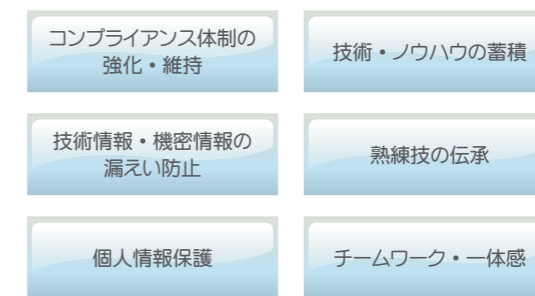 コンプライアンス体制の
強化・維持
技術・ノウハウの蓄積
技術情報・機密情報の
漏えい防止
熟練技の伝承
個人情報保護
チームワーク・一体感